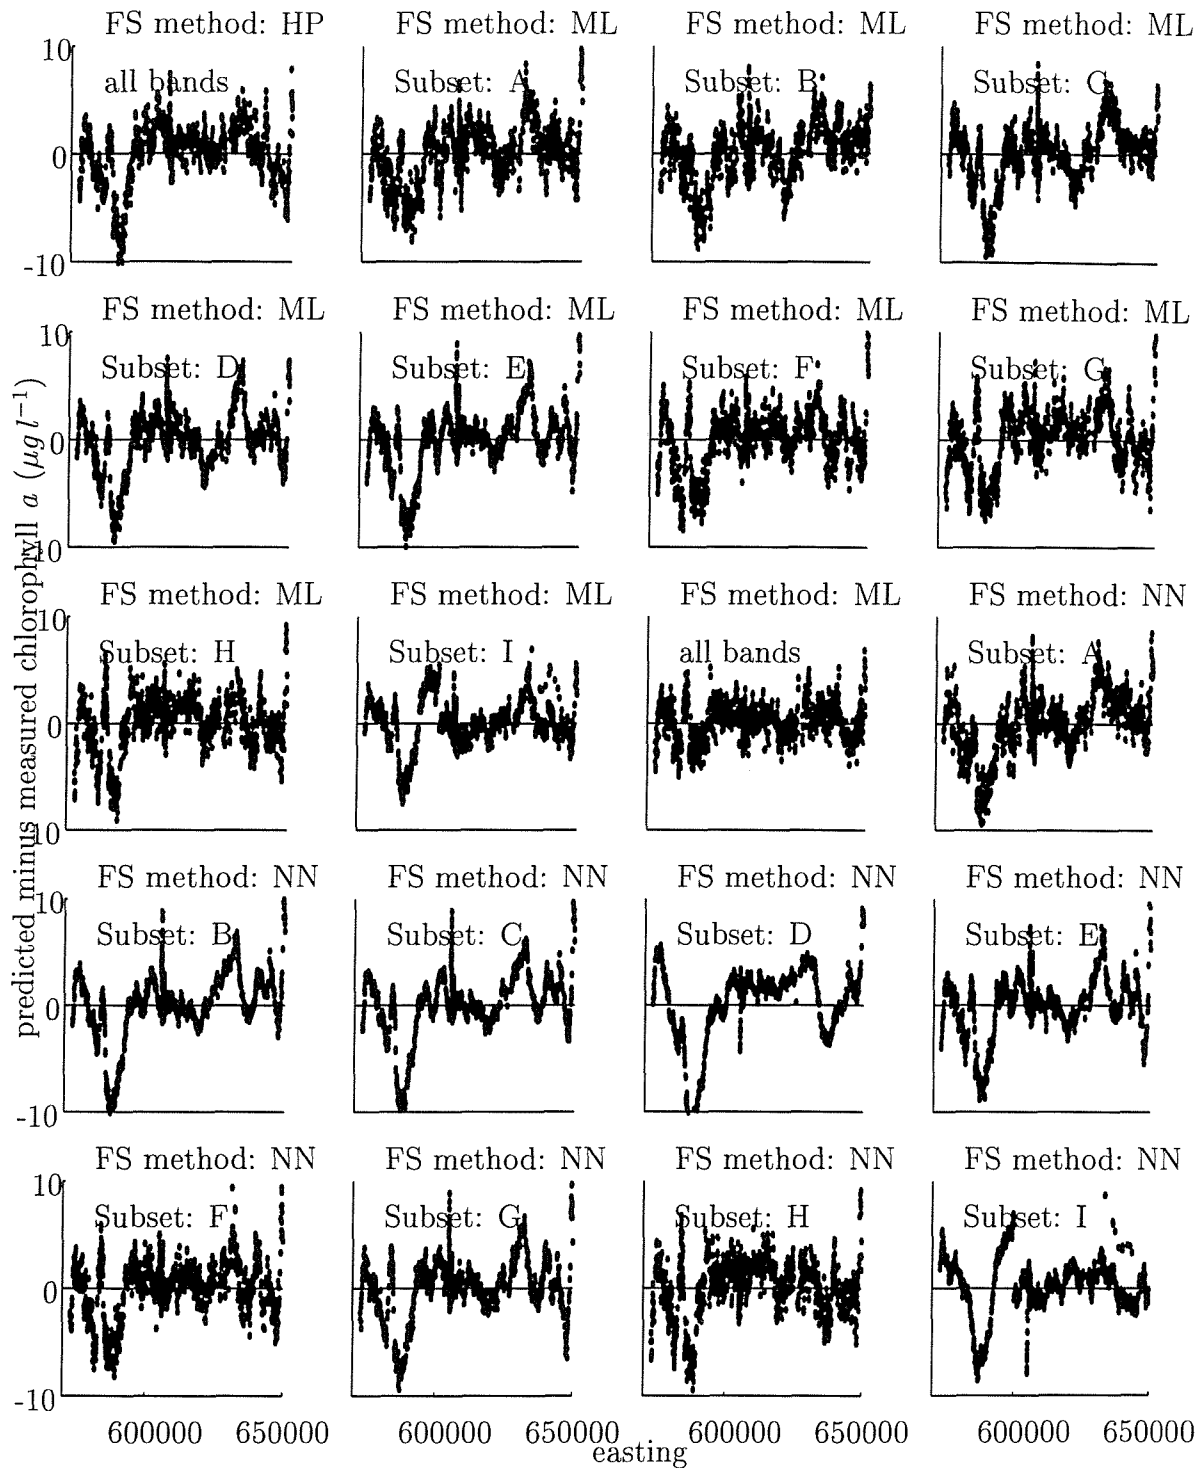 FS method: HP FS method: ML FS method: ML FS method: ML
10 all bands Subset: A Subset: B Subset: C
0
-10
FS method: ML FS method: ML FS method: ML FS method: ML
10 Subset: D Subset: E Subset: F Subset: G
0
-10
FS method: ML FS method: ML FS method: ML FS method: NN
10 Subset: H Subset: I all bands Subset: A
0
-10
FS method: NN FS method: NN FS method: NN FS method: NN
10 Subset: B Subset: C Subset: D Subset: E
0
-10
FS method: NN FS method: NN FS method: NN FS method: NN
10 Subset: F Subset: G Subset: H Subset: I
0
-10
600000 650000 600000 650000 600000 650000 600000 650000
easting
predicted minus measured chlorophyll a (μg l⁻¹)